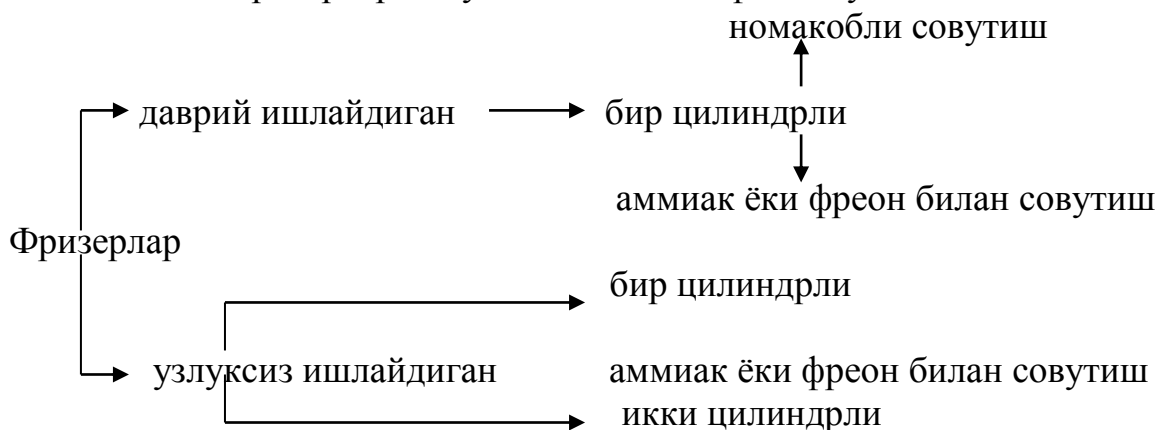 номакобли совутиш
даврий ишлайдиган бир цилиндрли
аммиак ёки фреон билан совутиш
Фризерлар
бир цилиндрли
узлуксиз ишлайдиган аммиак ёки фреон билан совутиш
икки цилиндрли